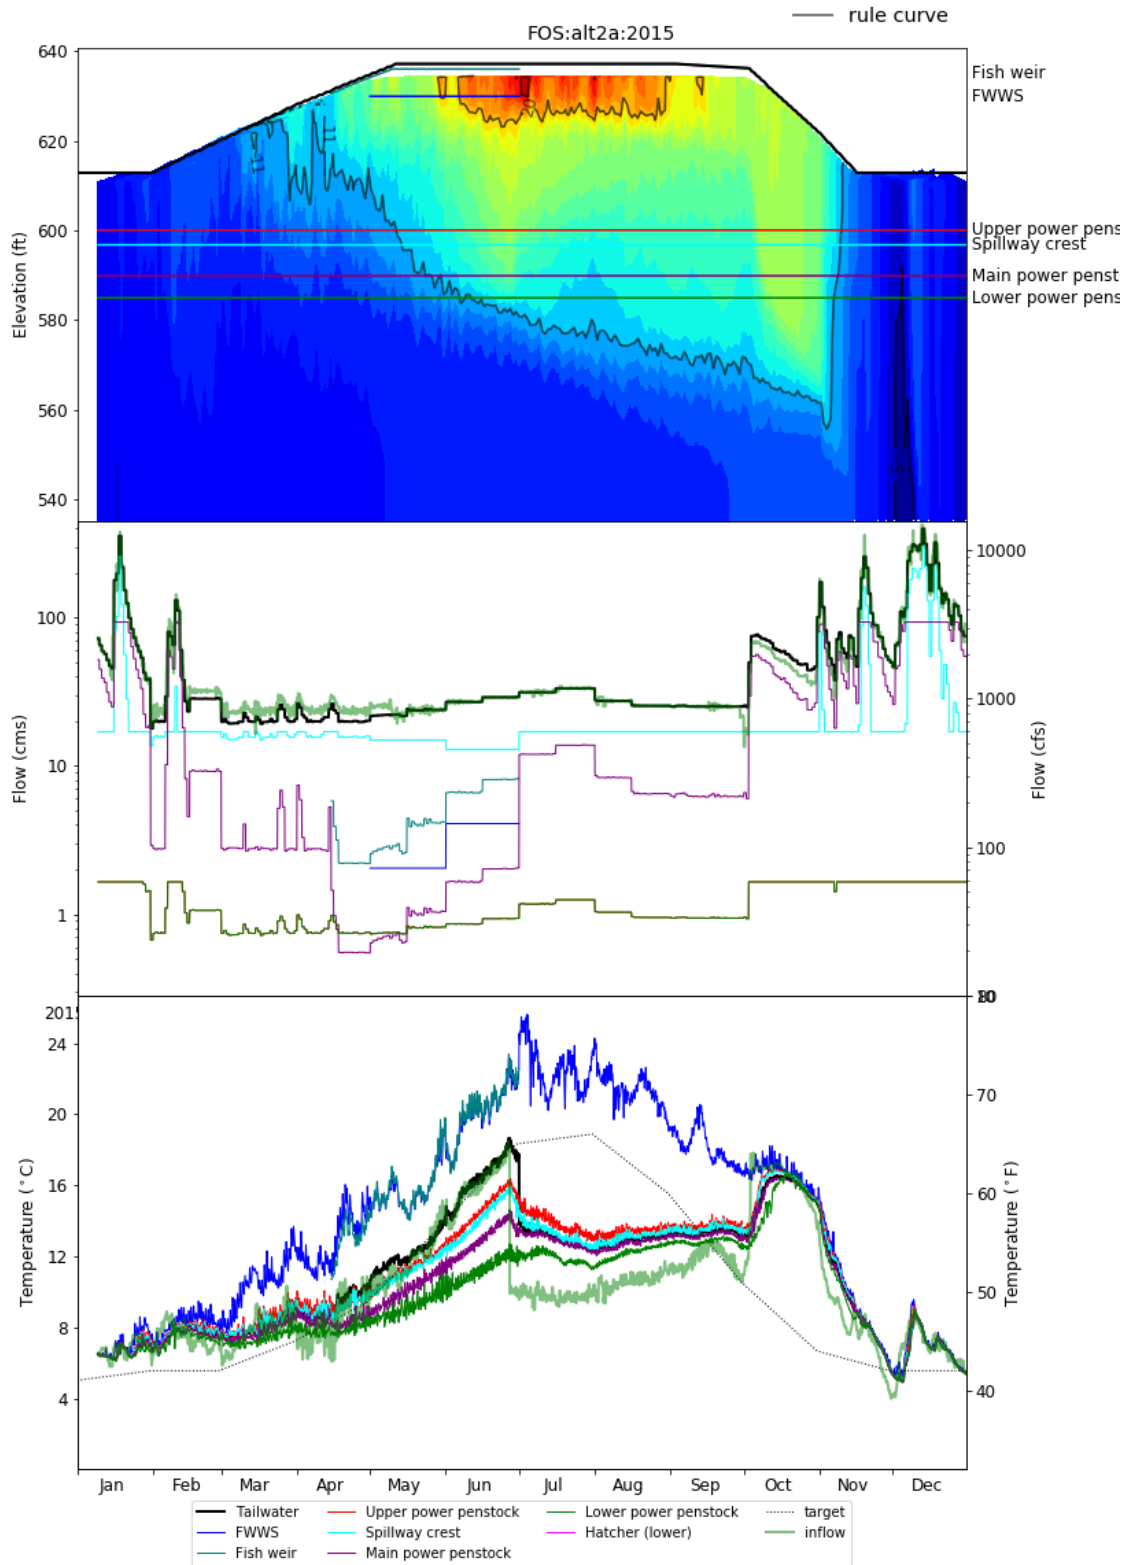 rule curve
FOS:alt2a:2015
640
620
600
580
560
540
Elevation (ft)
Fish weir
FWWS
Upper power pens
Spillway crest
Main power penst
Lower power pens
11
11
100
10
1
Flow (cms)
10000
1000
100
Flow (cfs)
2015
24
20
16
12
8
4
Temperature (°C)
80
70
60
50
40
Temperature (°F)
Jan Feb Mar Apr May Jun Jul Aug Sep Oct Nov Dec
Tailwater Upper power penstock Lower power penstock target
FWWS Spillway crest Hatcher (lower) inflow
Fish weir Main power penstock